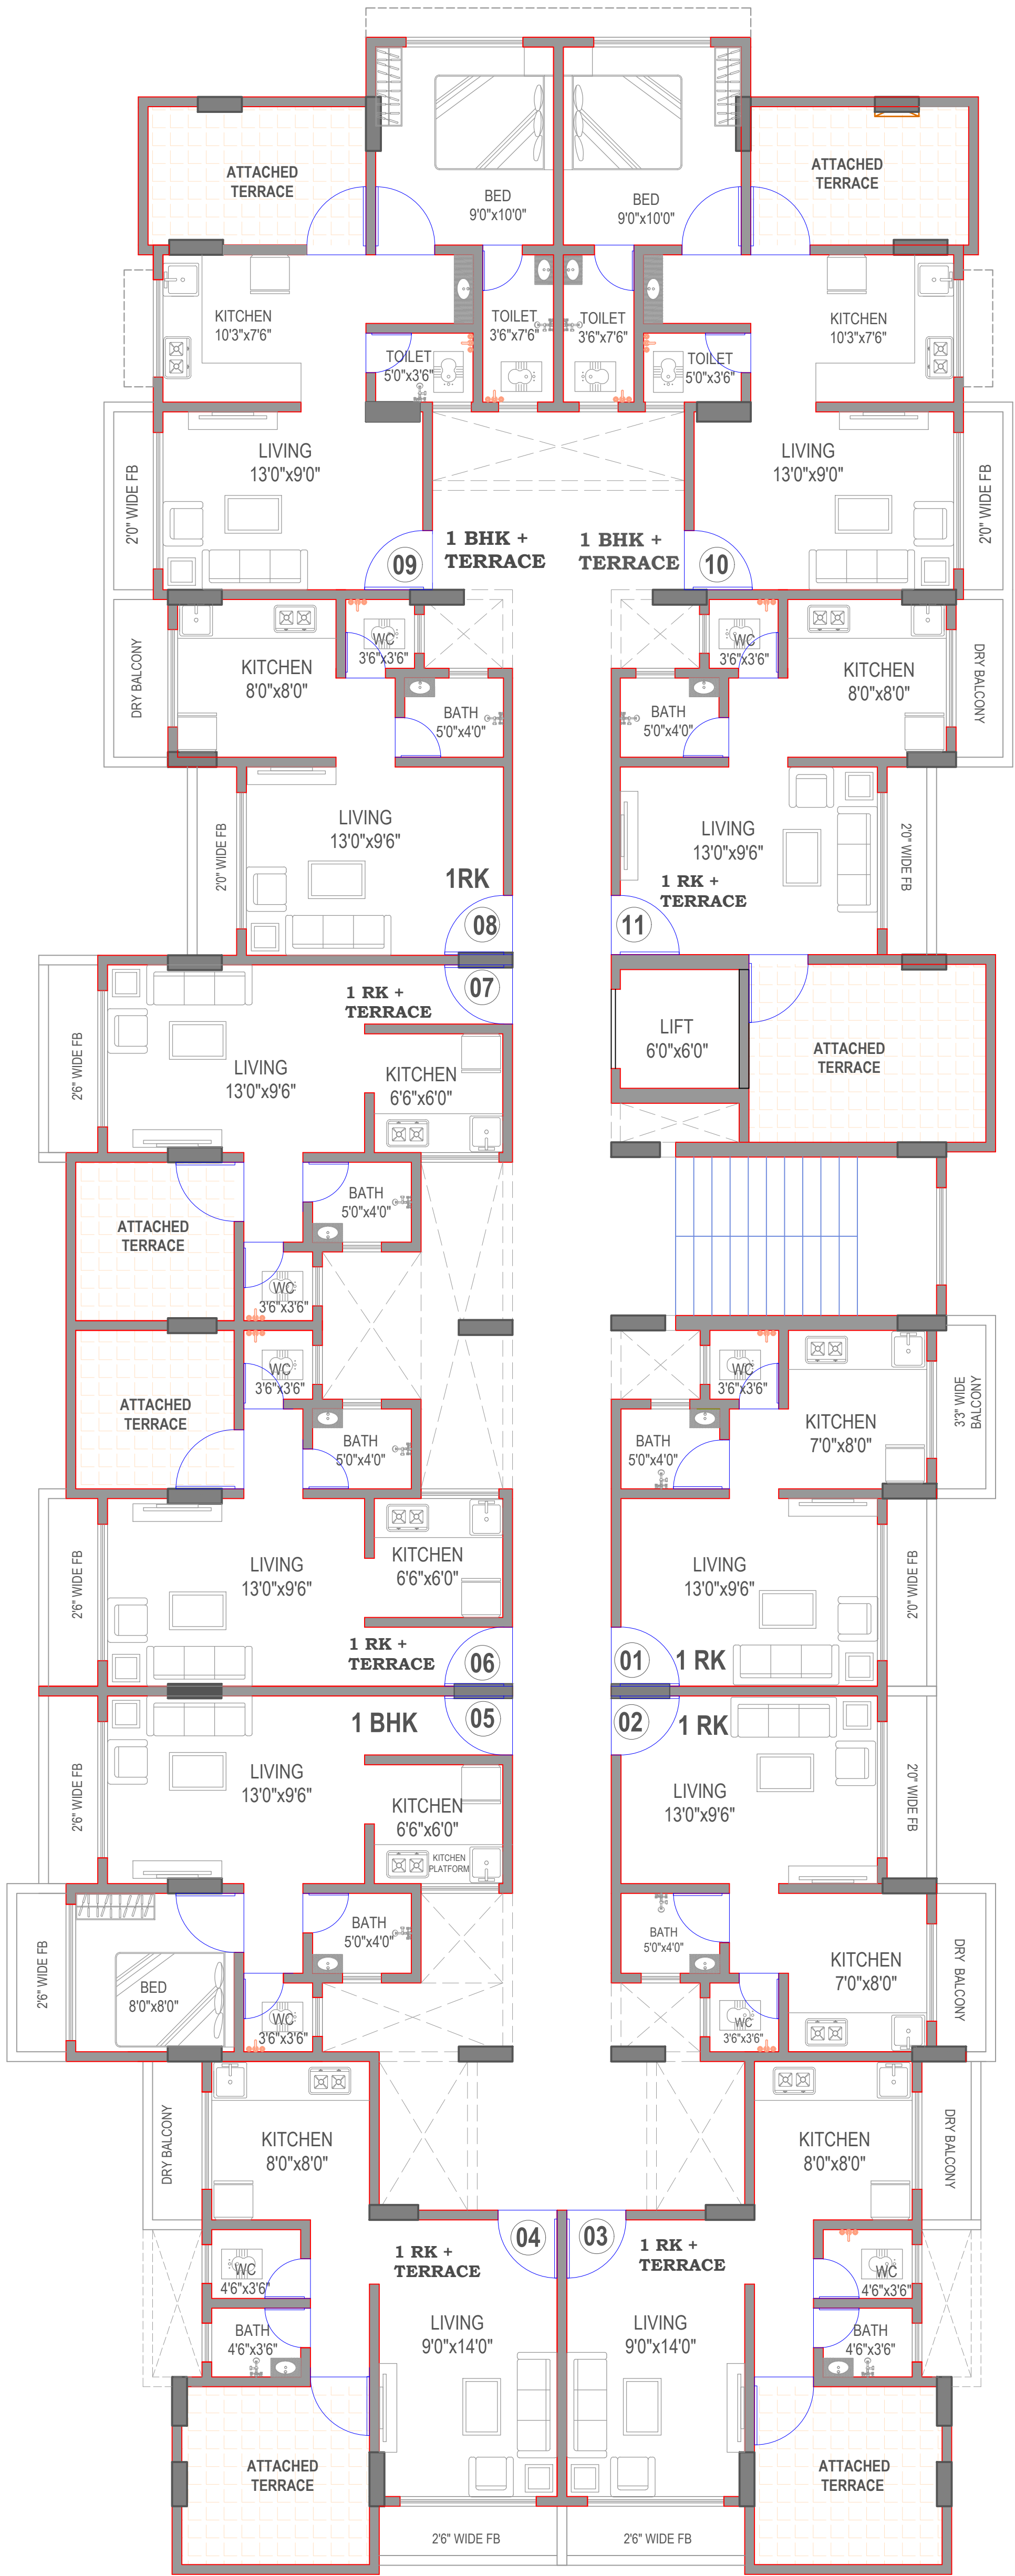 ATTACHED
TERRACE
BED
9'0"x10'0"
BED
9'0"x10'0"
ATTACHED
TERRACE
KITCHEN
10'3"x7'6"
TOILET
3'6"x7'6"
TOILET
3'6"x7'6"
KITCHEN
10'3"x7'6"
TOILET
5'0"x3'6"
TOILET
5'0"x3'6"
2'0" WIDE FB
LIVING
13'0"x9'0"
LIVING
13'0"x9'0"
2'0" WIDE FB
1 BHK +
TERRACE
09
1 BHK +
TERRACE
10
DRY BALCONY
KITCHEN
8'0"x8'0"
WC
3'6"x3'6"
BATH
5'0"x4'0"
WC
3'6"x3'6"
BATH
5'0"x4'0"
KITCHEN
8'0"x8'0"
DRY BALCONY
2'0" WIDE FB
LIVING
13'0"x9'6"
1RK
08
LIVING
13'0"x9'6"
1 RK +
TERRACE
11
2'0" WIDE FB
07
1 RK +
TERRACE
2'6" WIDE FB
LIVING
13'0"x9'6"
KITCHEN
6'6"x6'0"
LIFT
6'0"x6'0"
ATTACHED
TERRACE
BATH
5'0"x4'0"
ATTACHED
TERRACE
WC
3'6"x3'6"
ATTACHED
TERRACE
WC
3'6"x3'6"
BATH
5'0"x4'0"
WC
3'6"x3'6"
BATH
5'0"x4'0"
KITCHEN
7'0"x8'0"
3'3" WIDE
BALCONY
2'6" WIDE FB
LIVING
13'0"x9'6"
KITCHEN
6'6"x6'0"
1 RK +
TERRACE
06
LIVING
13'0"x9'6"
2'0" WIDE FB
01
1 RK
1 BHK
05
02
1 RK
2'6" WIDE FB
LIVING
13'0"x9'6"
KITCHEN
6'6"x6'0"
KITCHEN
PLATFORM
LIVING
13'0"x9'6"
2'0" WIDE FB
2'6" WIDE FB
BED
8'0"x8'0"
BATH
5'0"x4'0"
WC
3'6"x3'6"
BATH
5'0"x4'0"
WC
3'6"x3'6"
KITCHEN
7'0"x8'0"
DRY BALCONY
DRY BALCONY
KITCHEN
8'0"x8'0"
KITCHEN
8'0"x8'0"
DRY BALCONY
04
03
1 RK +
TERRACE
1 RK +
TERRACE
WC
4'6"x3'6"
WC
4'6"x3'6"
BATH
4'6"x3'6"
LIVING
9'0"x14'0"
LIVING
9'0"x14'0"
BATH
4'6"x3'6"
ATTACHED
TERRACE
ATTACHED
TERRACE
2'6" WIDE FB
2'6" WIDE FB